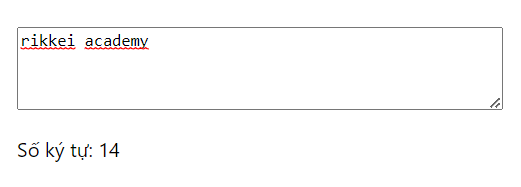 rikkei academy
Số ký tự: 14